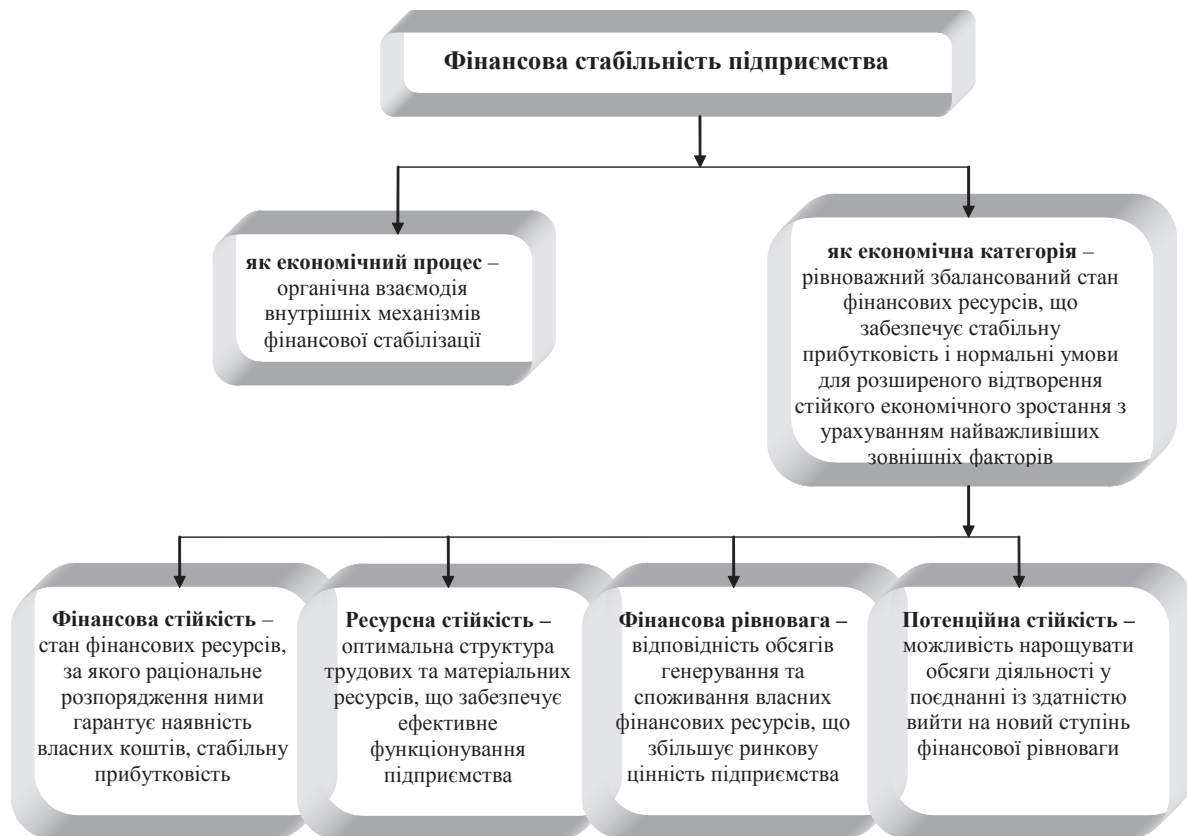 Фінансова стабільність підприємства
як економічний процес –
органічна взаємодія
внутрішніх механізмів
фінансової стабілізації
як економічна категорія –
рівноважний збалансований стан
фінансових ресурсів, що
забезпечує стабільну
прибутковість і нормальні умови
для розширеного відтворення
стійкого економічного зростання з
урахуванням найважливіших
зовнішніх факторів
Фінансова стійкість –
стан фінансових ресурсів,
за якого раціональне
розпорядження ними
гарантує наявність
власних коштів, стабільну
прибутковість
Ресурсна стійкість –
оптимальна структура
трудових та матеріальних
ресурсів, що забезпечує
ефективне
функціонування
підприємства
Фінансова рівновага –
відповідність обсягів
генерування та
споживання власних
фінансових ресурсів, що
збільшує ринкову
цінність підприємства
Потенційна стійкість –
можливість нарощувати
обсяги діяльності у
поєднанні із здатністю
вийти на новий ступінь
фінансової рівноваги